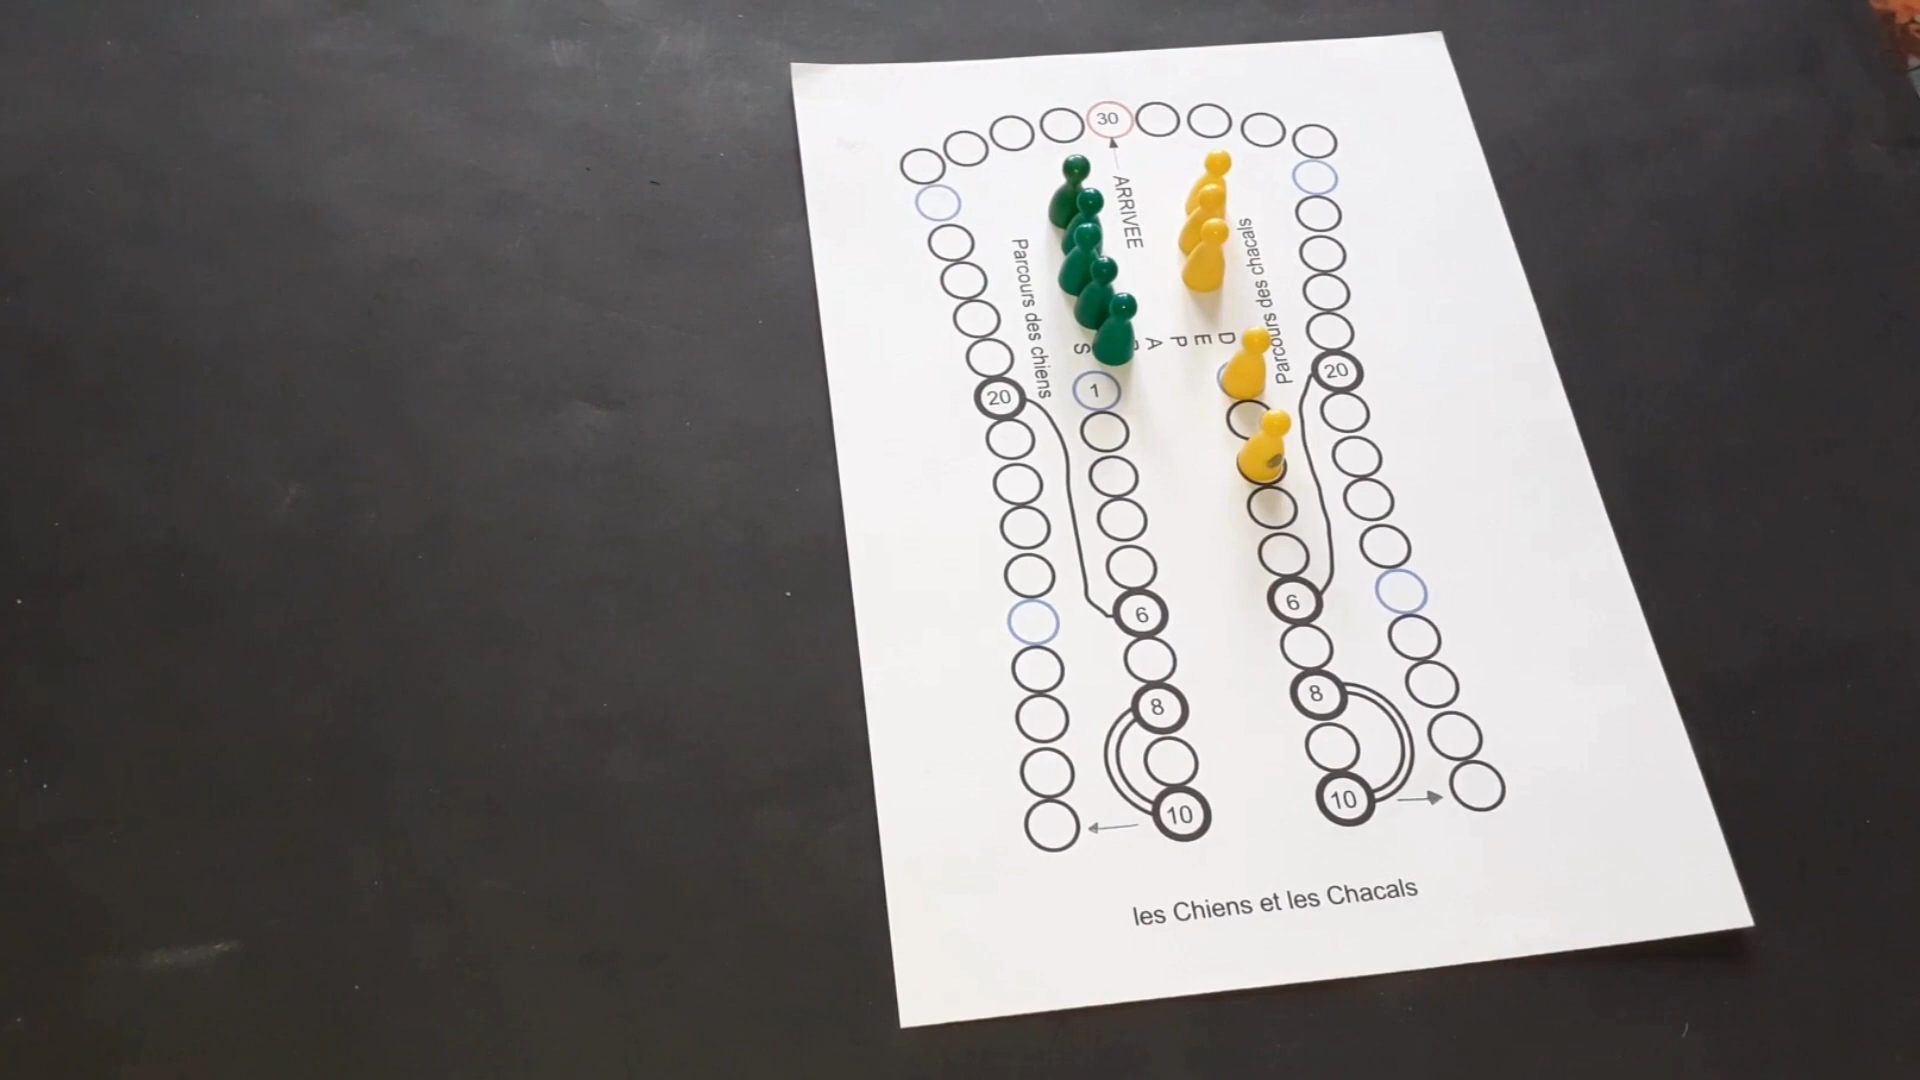 30
ARRIVEE
Parcours des chiens
Parcours des chacals
D E P A R S
1
20
20
6
6
8
8
10
10
les Chiens et les Chacals